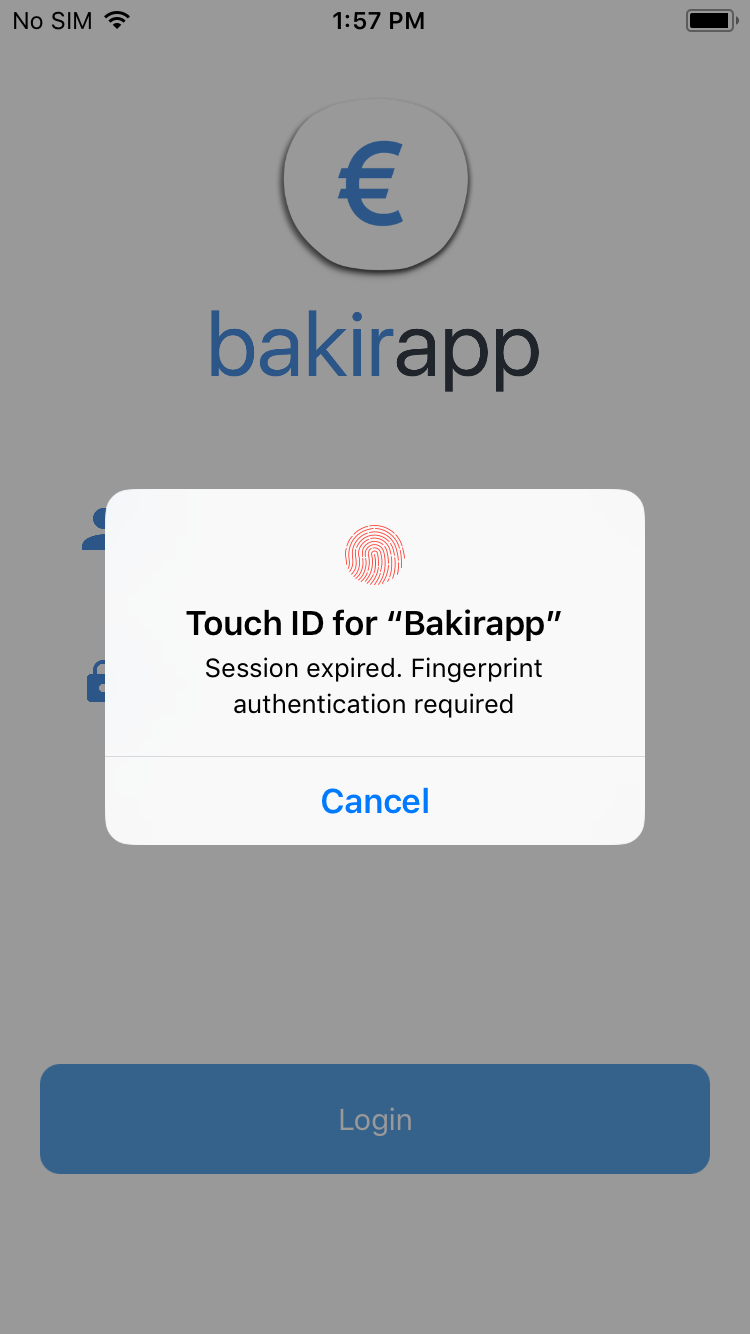 No SIM 1:57 PM
€
bakirapp
Touch ID for “Bakirapp”
Session expired. Fingerprint
authentication required
Cancel
Login